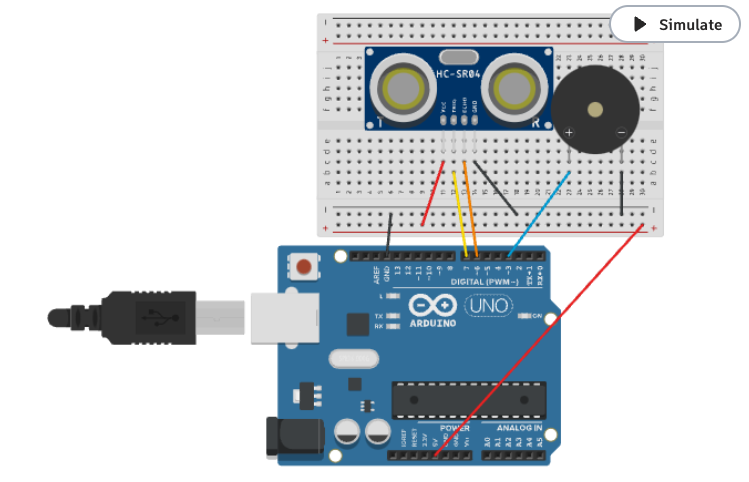 Simulate
HC-SR04
VCC TRIG ECHO GND
T R
+ −
AREF GND 13 12 ~11 ~10 ~9 8 7 ~6 ~5 4 ~3 2 TX→1 RX←0
DIGITAL (PWM~)
L
TX
RX
UNO
ON
ARDUINO
POWER ANALOG IN
IOREF RESET 3.3V 5V GND GND Vin A0 A1 A2 A3 A4 A5